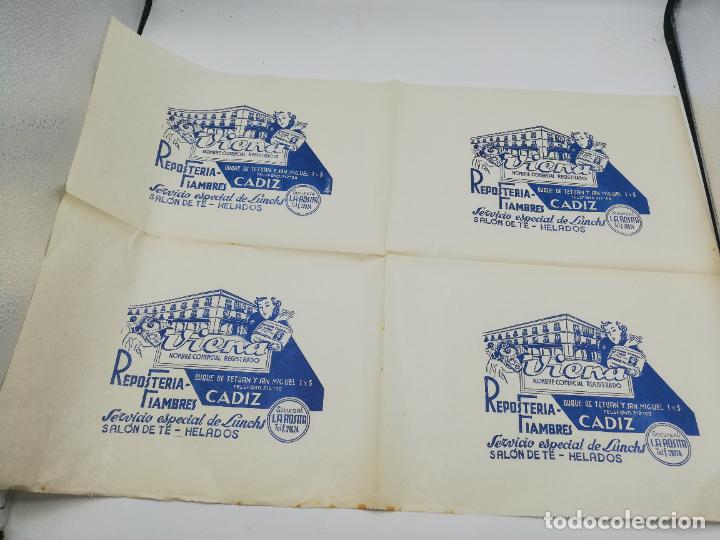 Viena
NOMBRE COMERCIAL REGISTRADO
REPOSTERIA-
FIAMBRES
DUQUE DE TETUAN Y SAN MIGUEL 1 Y 3
CADIZ
Servicio especial de Lunchs
SALON DE TÉ - HELADOS
Sucursal
LA ROSITA
Viena
NOMBRE COMERCIAL REGISTRADO
REPOSTERIA-
FIAMBRES
DUQUE DE TETUAN Y SAN MIGUEL 1 Y 3
CADIZ
Servicio especial de Lunchs
SALON DE TÉ - HELADOS
Sucursal
LA ROSITA
Viena
NOMBRE COMERCIAL REGISTRADO
REPOSTERIA-
FIAMBRES
DUQUE DE TETUAN Y SAN MIGUEL 1 Y 3
CADIZ
Servicio especial de Lunchs
SALON DE TÉ - HELADOS
Sucursal
LA ROSITA
Viena
NOMBRE COMERCIAL REGISTRADO
REPOSTERIA-
FIAMBRES
DUQUE DE TETUAN Y SAN MIGUEL 1 Y 3
CADIZ
Servicio especial de Lunchs
SALON DE TÉ - HELADOS
Sucursal
LA ROSITA
todocoleccion.net